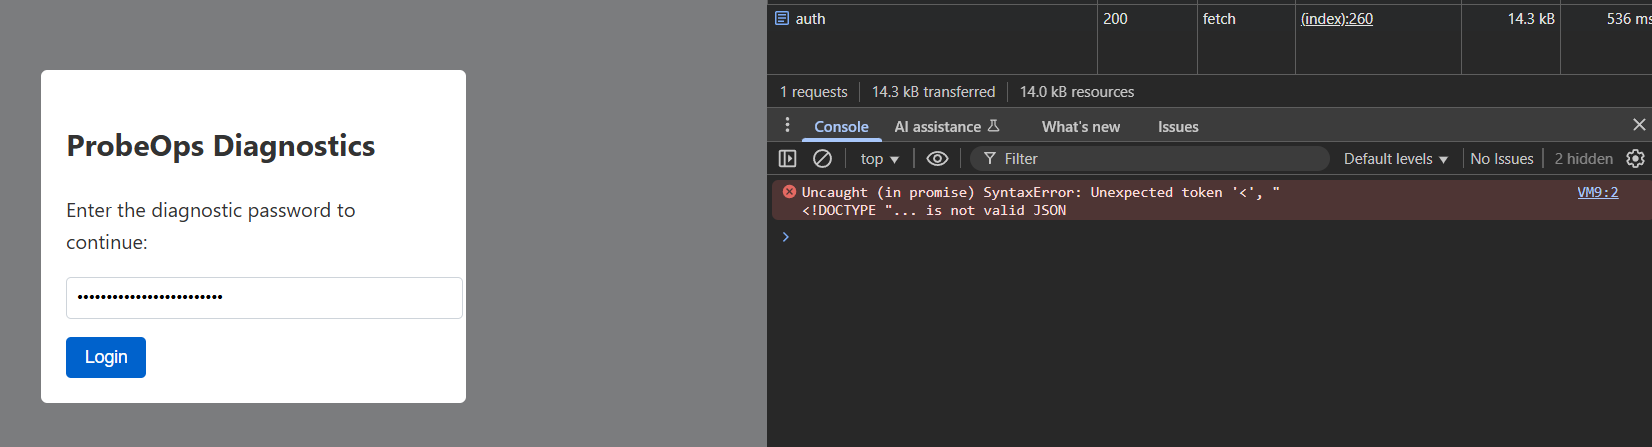 auth 200 fetch (index):260 14.3 kB 536 ms
1 requests 14.3 kB transferred 14.0 kB resources
Console AI assistance What's new Issues
top Filter Default levels No Issues 2 hidden
Uncaught (in promise) SyntaxError: Unexpected token '<', " VM9:2
<!DOCTYPE "... is not valid JSON
ProbeOps Diagnostics
Enter the diagnostic password to
continue:
Login